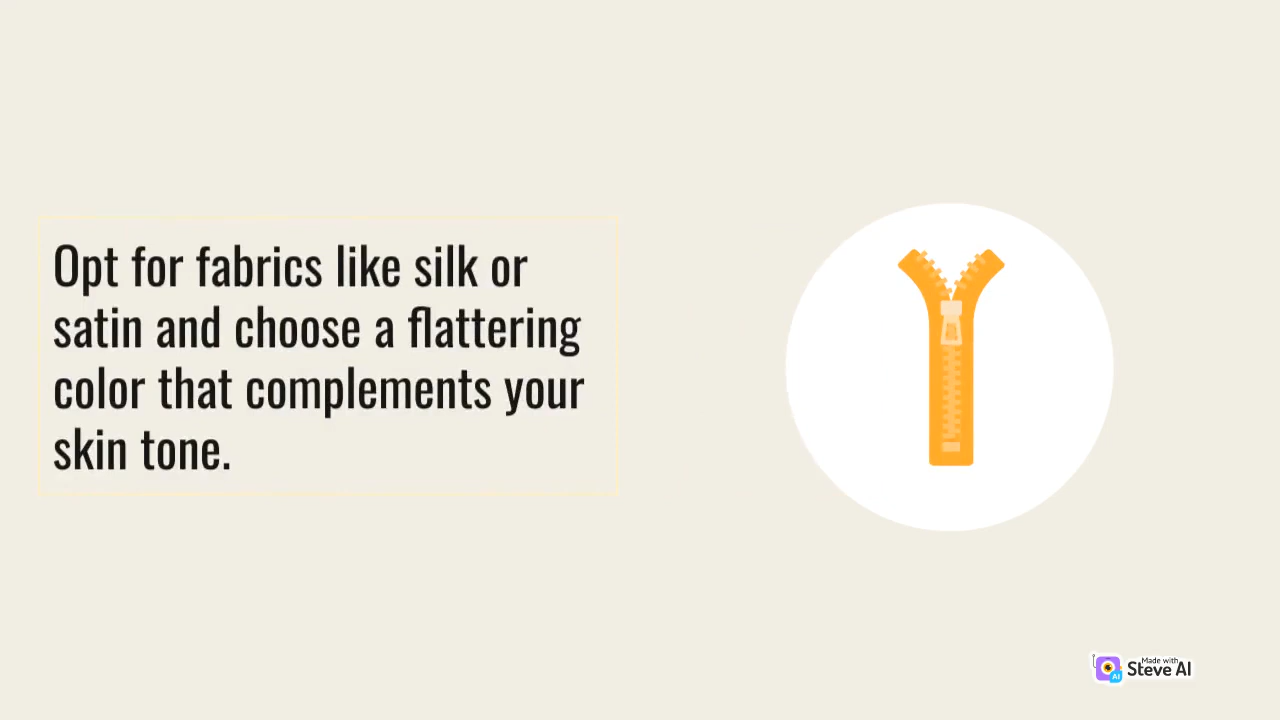 Opt for fabrics like silk or
satin and choose a flattering
color that complements your
skin tone.
Made with
Steve AI
AI